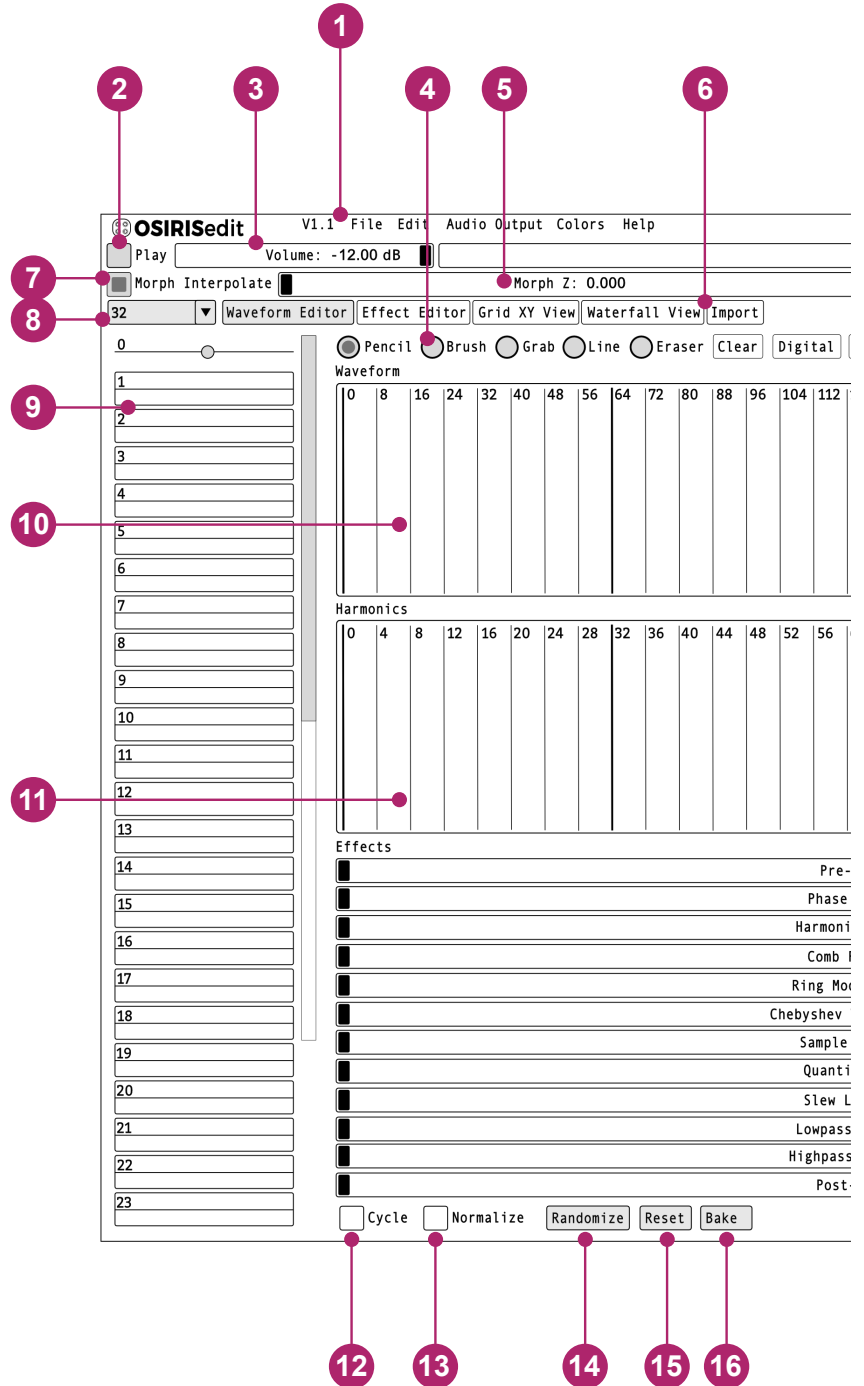 1
2 3 4 5 6
OSIRISedit V1.1 File Edit Audio Output Colors Help
Play Volume: -12.00 dB
7
Morph Interpolate Morph Z: 0.000
8
32 Waveform Editor Effect Editor Grid XY View Waterfall View Import
0
Pencil Brush Grab Line Eraser Clear Digital
Waveform
0 8 16 24 32 40 48 56 64 72 80 88 96 104 112
9
1
2
3
4
10
5
6
7
Harmonics
0 4 8 12 16 20 24 28 32 36 40 44 48 52 56
8
9
10
11
11
12
13
Effects
14
Pre-
15
Phase
Harmoni
16
Comb
17
Ring Mo
18
Chebyshev
Sample
19
Quanti
20
Slew L
21
Lowpass
22
Highpass
Post-
23
Cycle Normalize Randomize Reset Bake
12 13 14 15 16